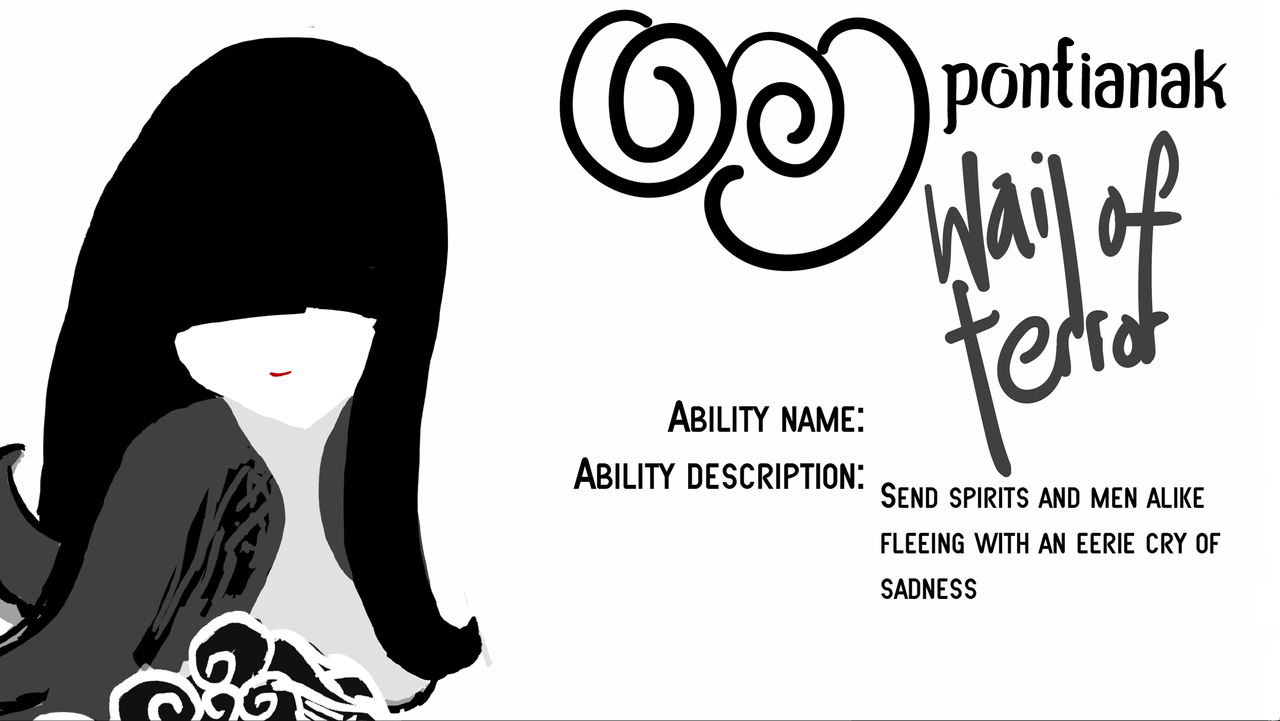 pontianak
Wail of
terror
Ability name:
Ability description:
Send spirits and men alike
fleeing with an eerie cry of
sadness